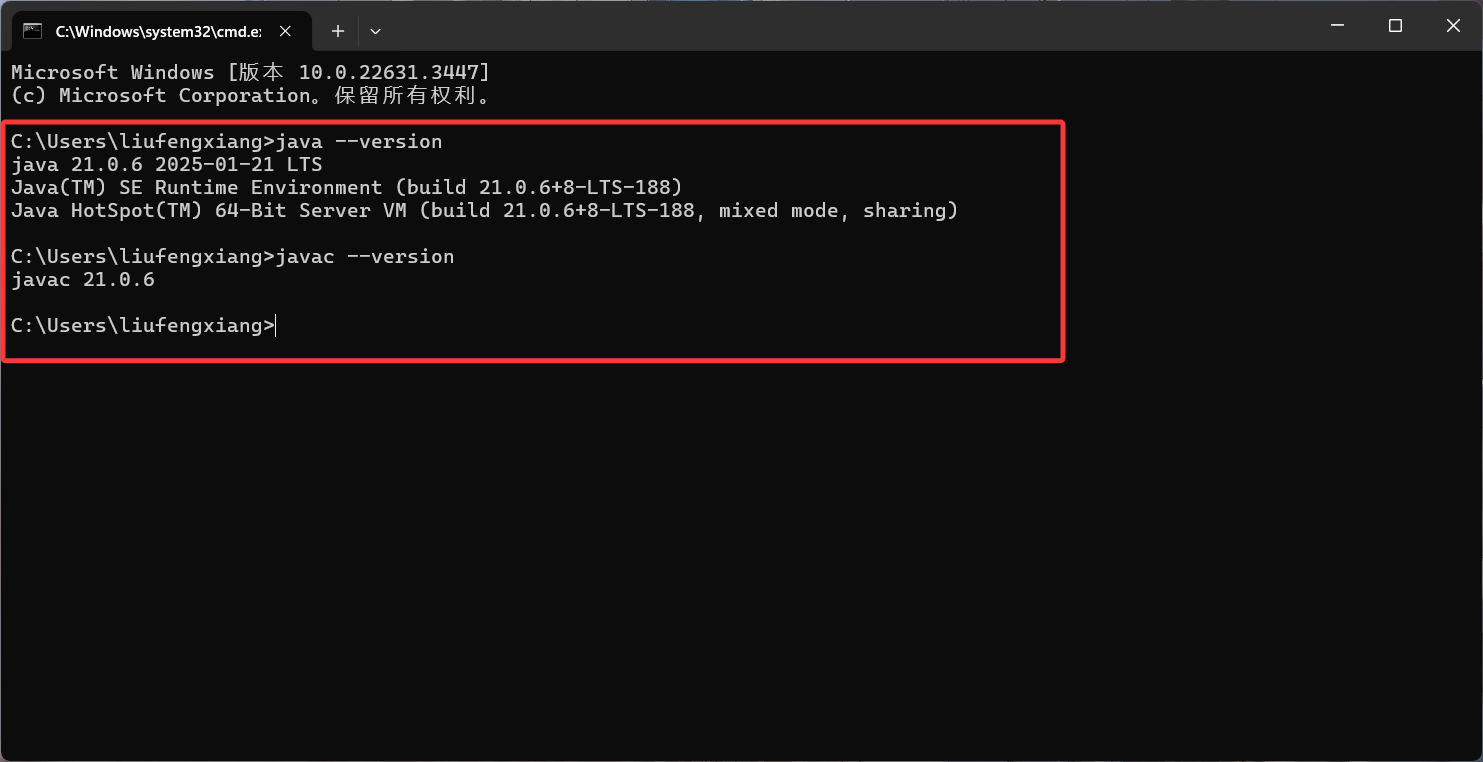 C:\Windows\system32\cmd.e
Microsoft Windows [版本 10.0.22631.3447]
(c) Microsoft Corporation。保留所有权利。
C:\Users\liufengxiang>java --version
java 21.0.6 2025-01-21 LTS
Java(TM) SE Runtime Environment (build 21.0.6+8-LTS-188)
Java HotSpot(TM) 64-Bit Server VM (build 21.0.6+8-LTS-188, mixed mode, sharing)
C:\Users\liufengxiang>javac --version
javac 21.0.6
C:\Users\liufengxiang>